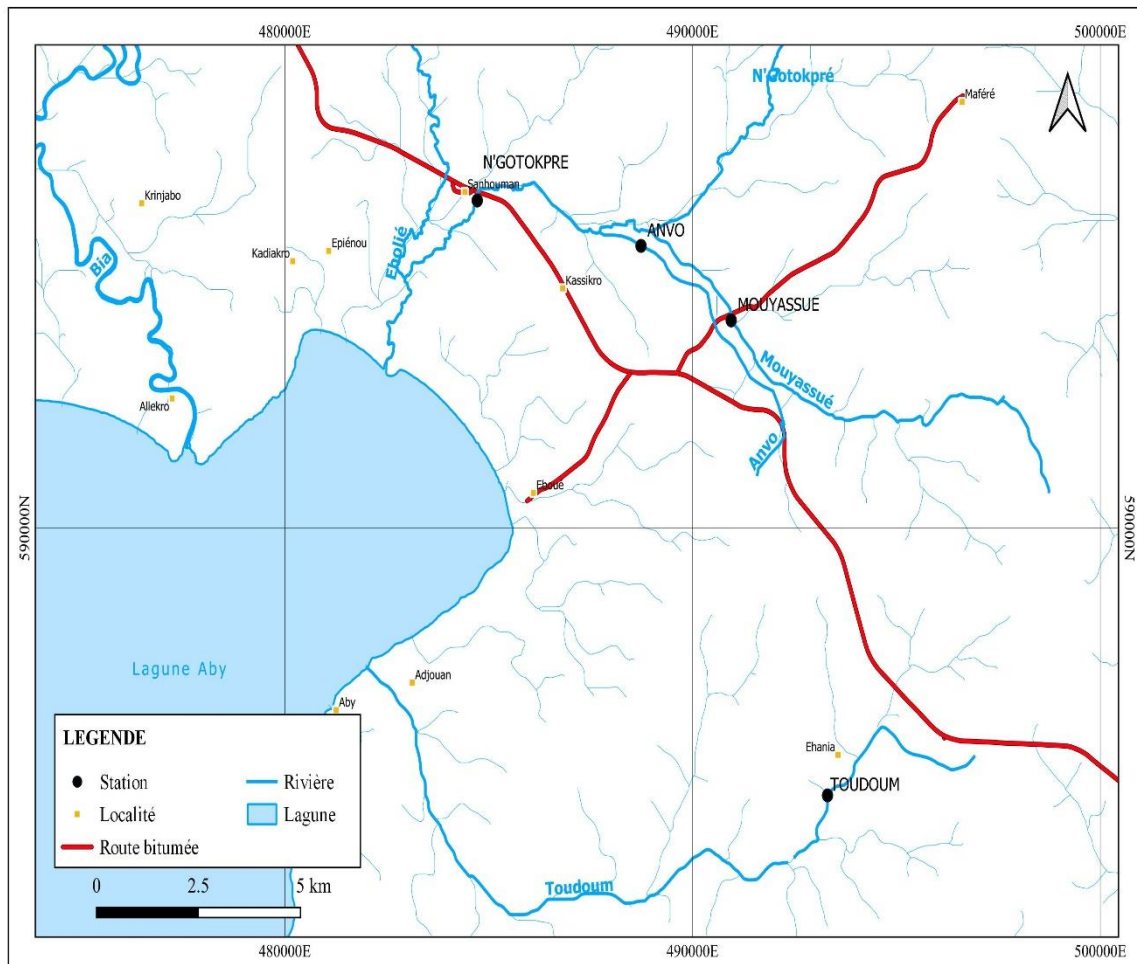 480000E
490000E
500000E
N'Gotokpré
Maféré
N'GOTOKPRE
Sanhouman
Krinjabo
ANVO
Epiénou
Kadiakro
Eholié
Bia
Kassikro
MOUYASSUE
Mouyassué
Allekro
Anvo
Eboué
590000N
590000N
Lagune Aby
Adjouan
Aby
LEGENDE
Station
Rivière
Localité
Lagune
Route bitumée
0 2.5 5 km
Ehania
TOUDOUM
Toudoum
480000E
490000E
500000E